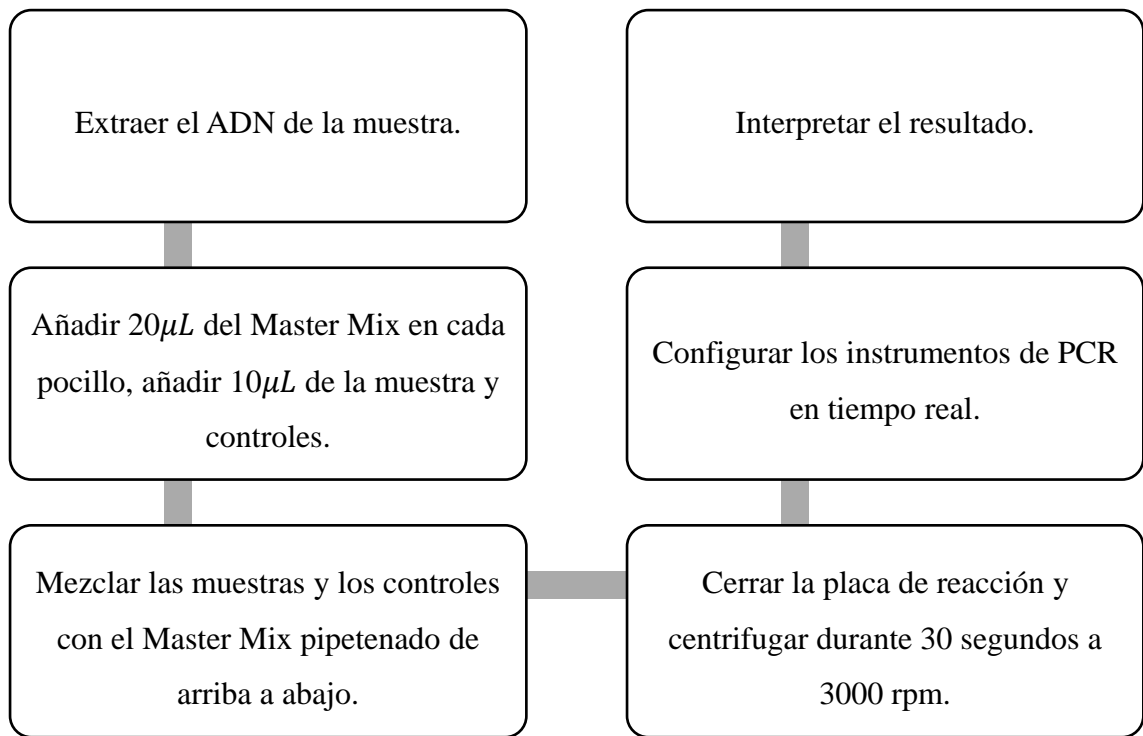 Extraer el ADN de la muestra.
Añadir 20μL del Master Mix en cada
pocillo, añadir 10μL de la muestra y
controles.
Mezclar las muestras y los controles
con el Master Mix pipetenado de
arriba a abajo.
Cerrar la placa de reacción y
centrifugar durante 30 segundos a
3000 rpm.
Configurar los instrumentos de PCR
en tiempo real.
Interpretar el resultado.